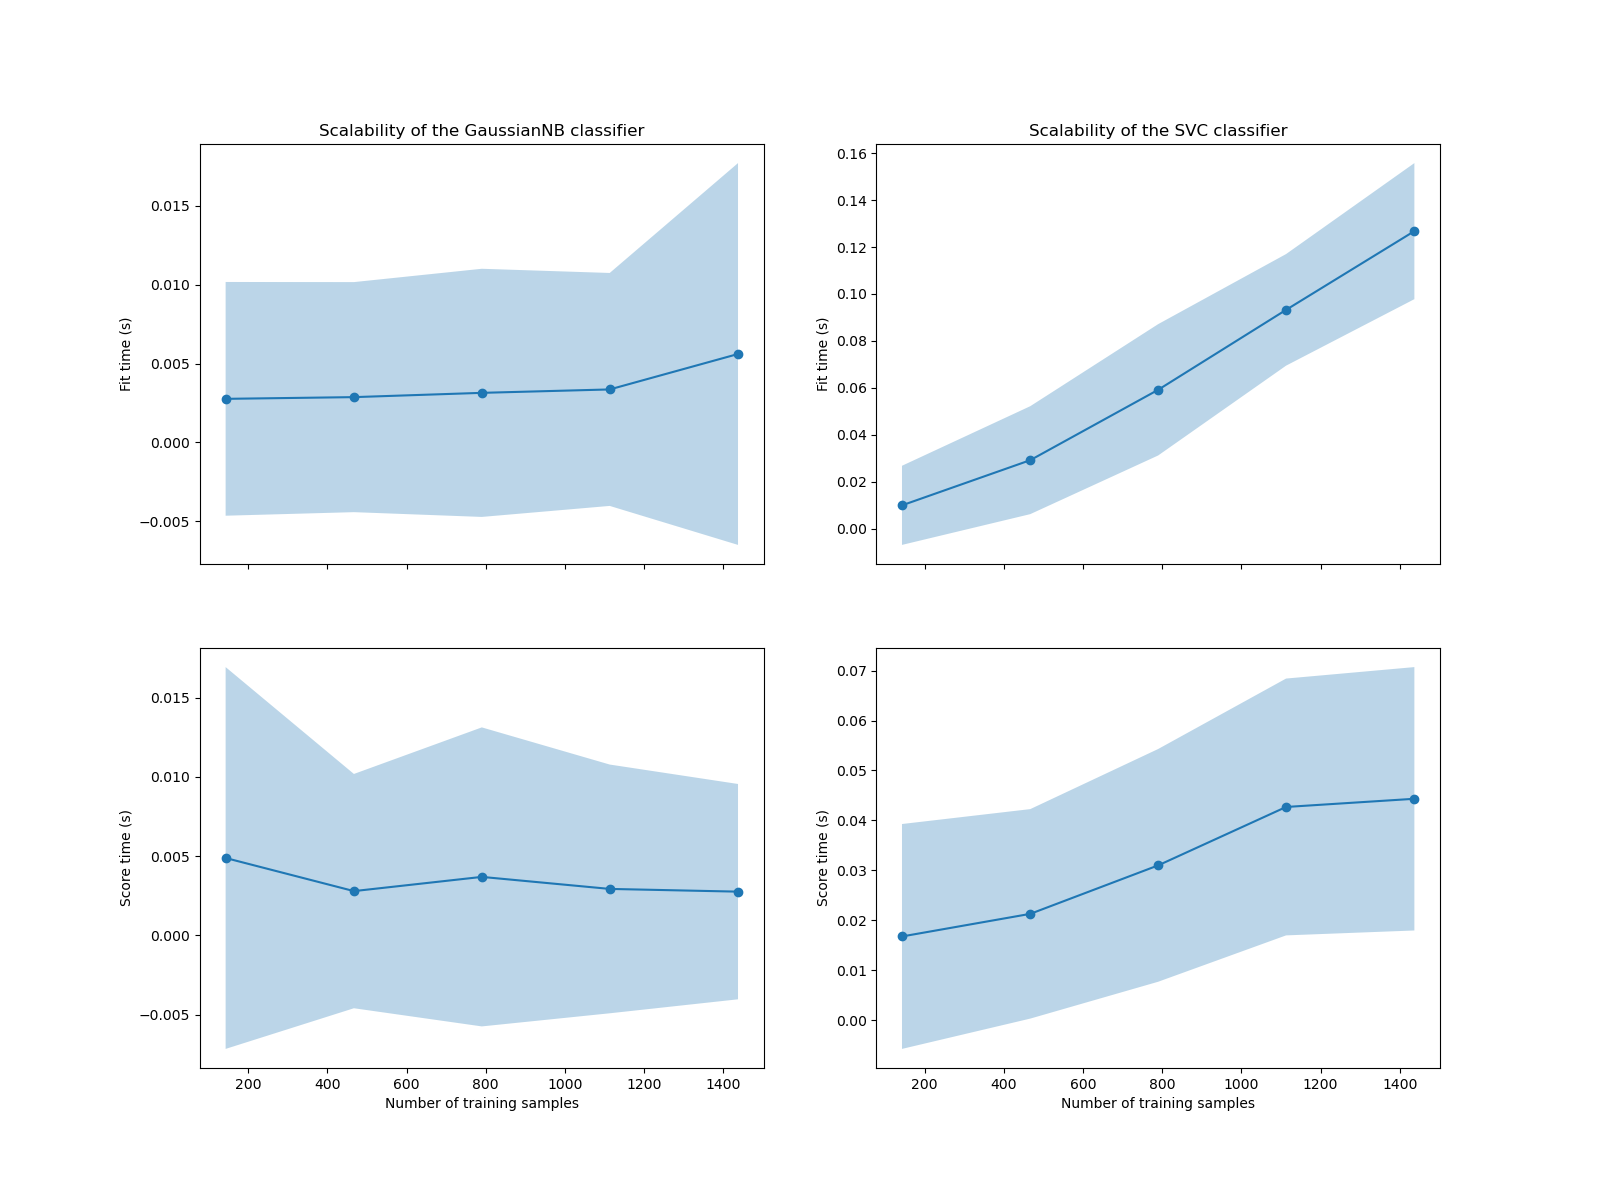 Scalability of the GaussianNB classifier
Fit time (s)
0.015
0.010
0.005
0.000
−0.005
Scalability of the SVC classifier
Fit time (s)
0.16
0.14
0.12
0.10
0.08
0.06
0.04
0.02
0.00
Score time (s)
0.015
0.010
0.005
0.000
−0.005
200 400 600 800 1000 1200 1400
Number of training samples
Score time (s)
0.07
0.06
0.05
0.04
0.03
0.02
0.01
0.00
200 400 600 800 1000 1200 1400
Number of training samples